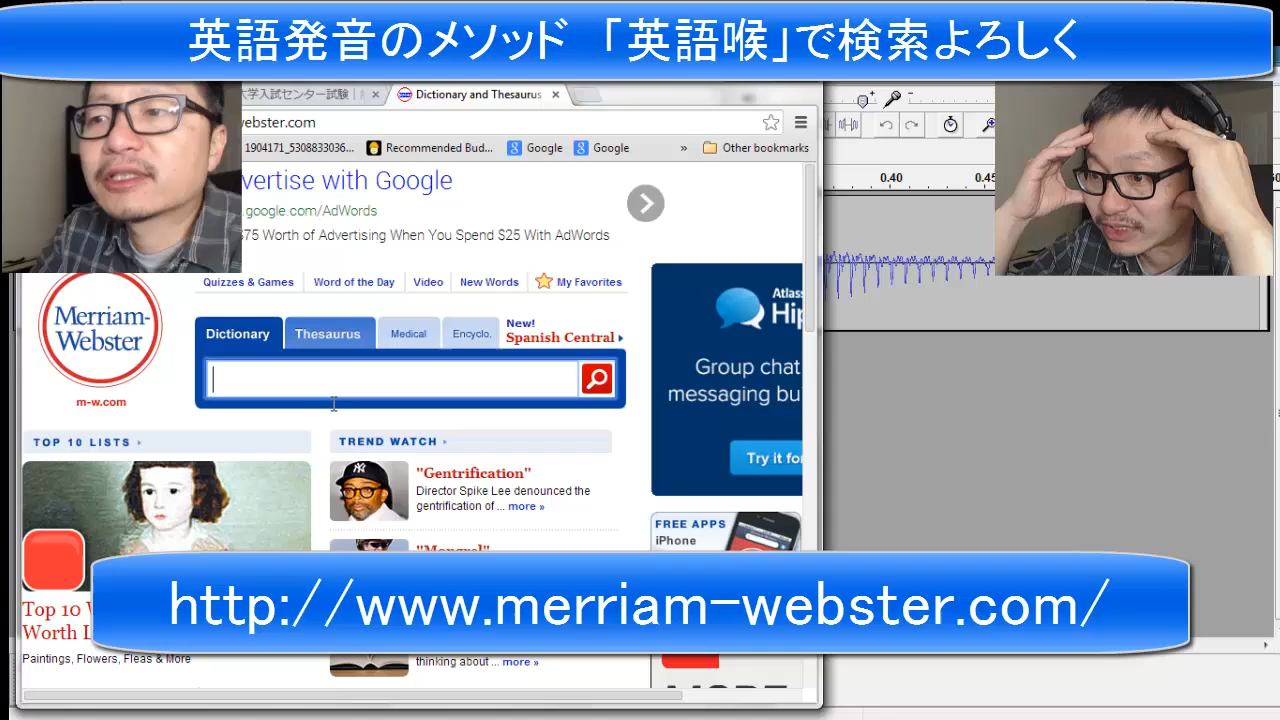 英語発音のメソッド 「英語喉」で検索よろしく
大学入試センター試験
Dictionary and Thesaurus
webster.com
1904171_5308833036...
Recommended Bud...
Google
Google
»
Other bookmarks
0.40
0.45
vertise with Google
google.com/AdWords
$75 Worth of Advertising When You Spend $25 With AdWords
Quizzes & Games
Word of the Day
Video
New Words
My Favorites
Merriam-
Webster
m-w.com
Dictionary
Thesaurus
Medical
Encyclo.
New!
Spanish Central
Atlas
Hip
Group chat
messaging bu
Try it for
TOP 10 LISTS
TREND WATCH
"Gentrification"
Director Spike Lee denounced the
gentrification of ... more »
"Mongrel"
FREE APPS
iPhone
http://www.merriam-webster.com/
Top 10
Worth L
Paintings, Flowers, Fleas & More
thinking about ... more »
MORE